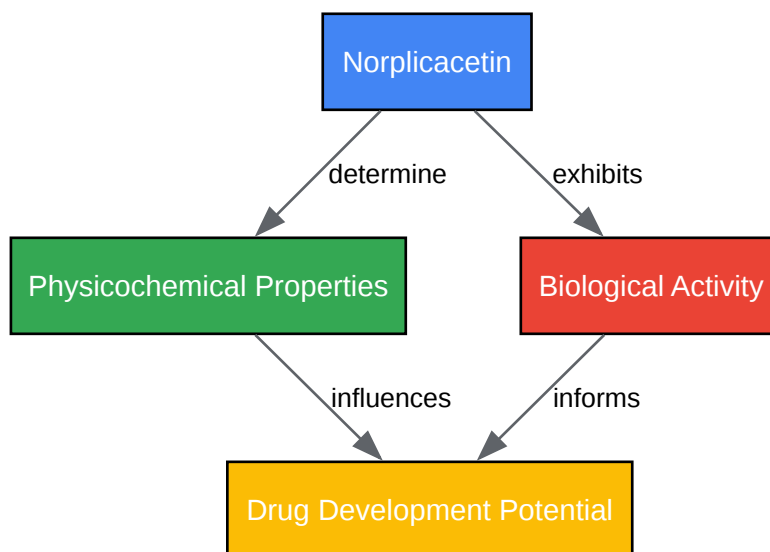 Norplicacetin
determine
exhibits
Physicochemical Properties
Biological Activity
influences
informs
Drug Development Potential